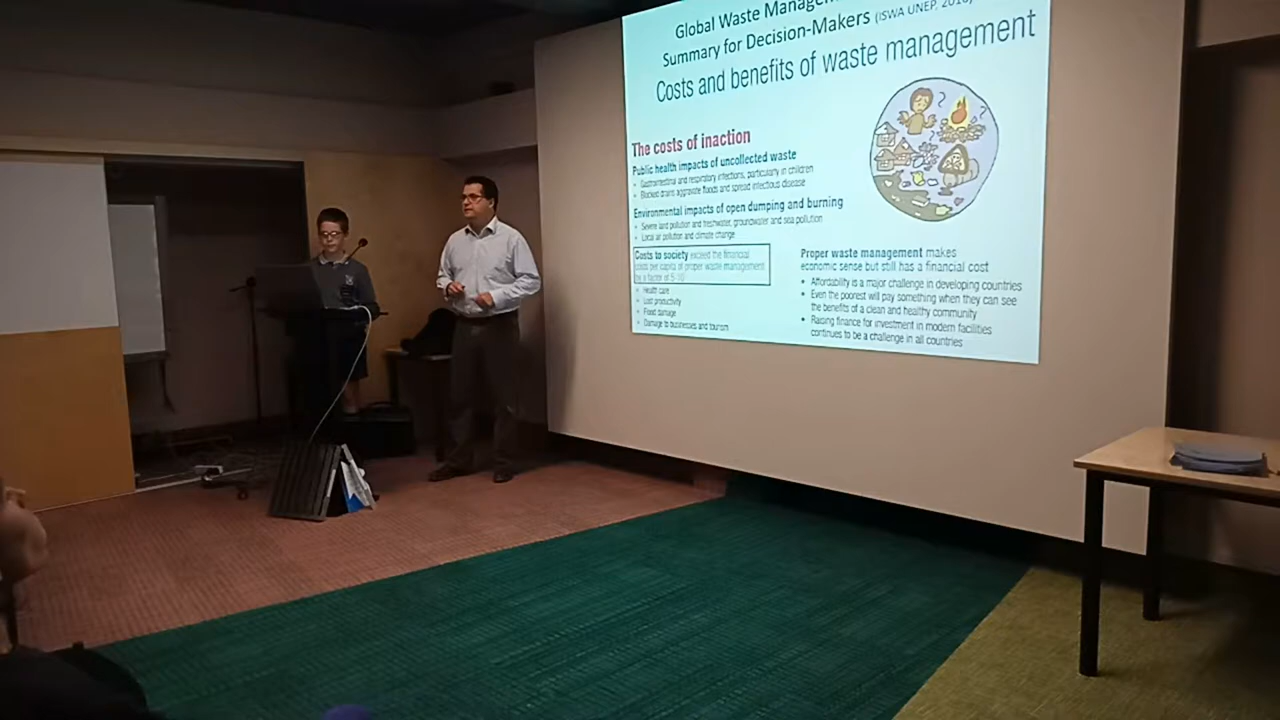 Global Waste Manage
Summary for Decision-Makers (ISWA UNEP, 2016)
Costs and benefits of waste management
The costs of inaction
Public health impacts of uncollected waste
• Gastrointestinal and respiratory infections, particularly in children
• Blocked drains aggravate floods and spread infectious disease
Environmental impacts of open dumping and burning
• Severe land pollution and freshwater, groundwater and sea pollution
• Local air pollution and climate change
Costs to society exceed the financial
costs per capita of proper waste management
by a factor of 5-10
• Health care
• Lost productivity
• Flood damage
• Damage to businesses and tourism
Proper waste management makes
economic sense but still has a financial cost
• Affordability is a major challenge in developing countries
• Even the poorest will pay something when they can see
the benefits of a clean and healthy community
• Raising finance for investment in modern facilities
continues to be a challenge in all countries